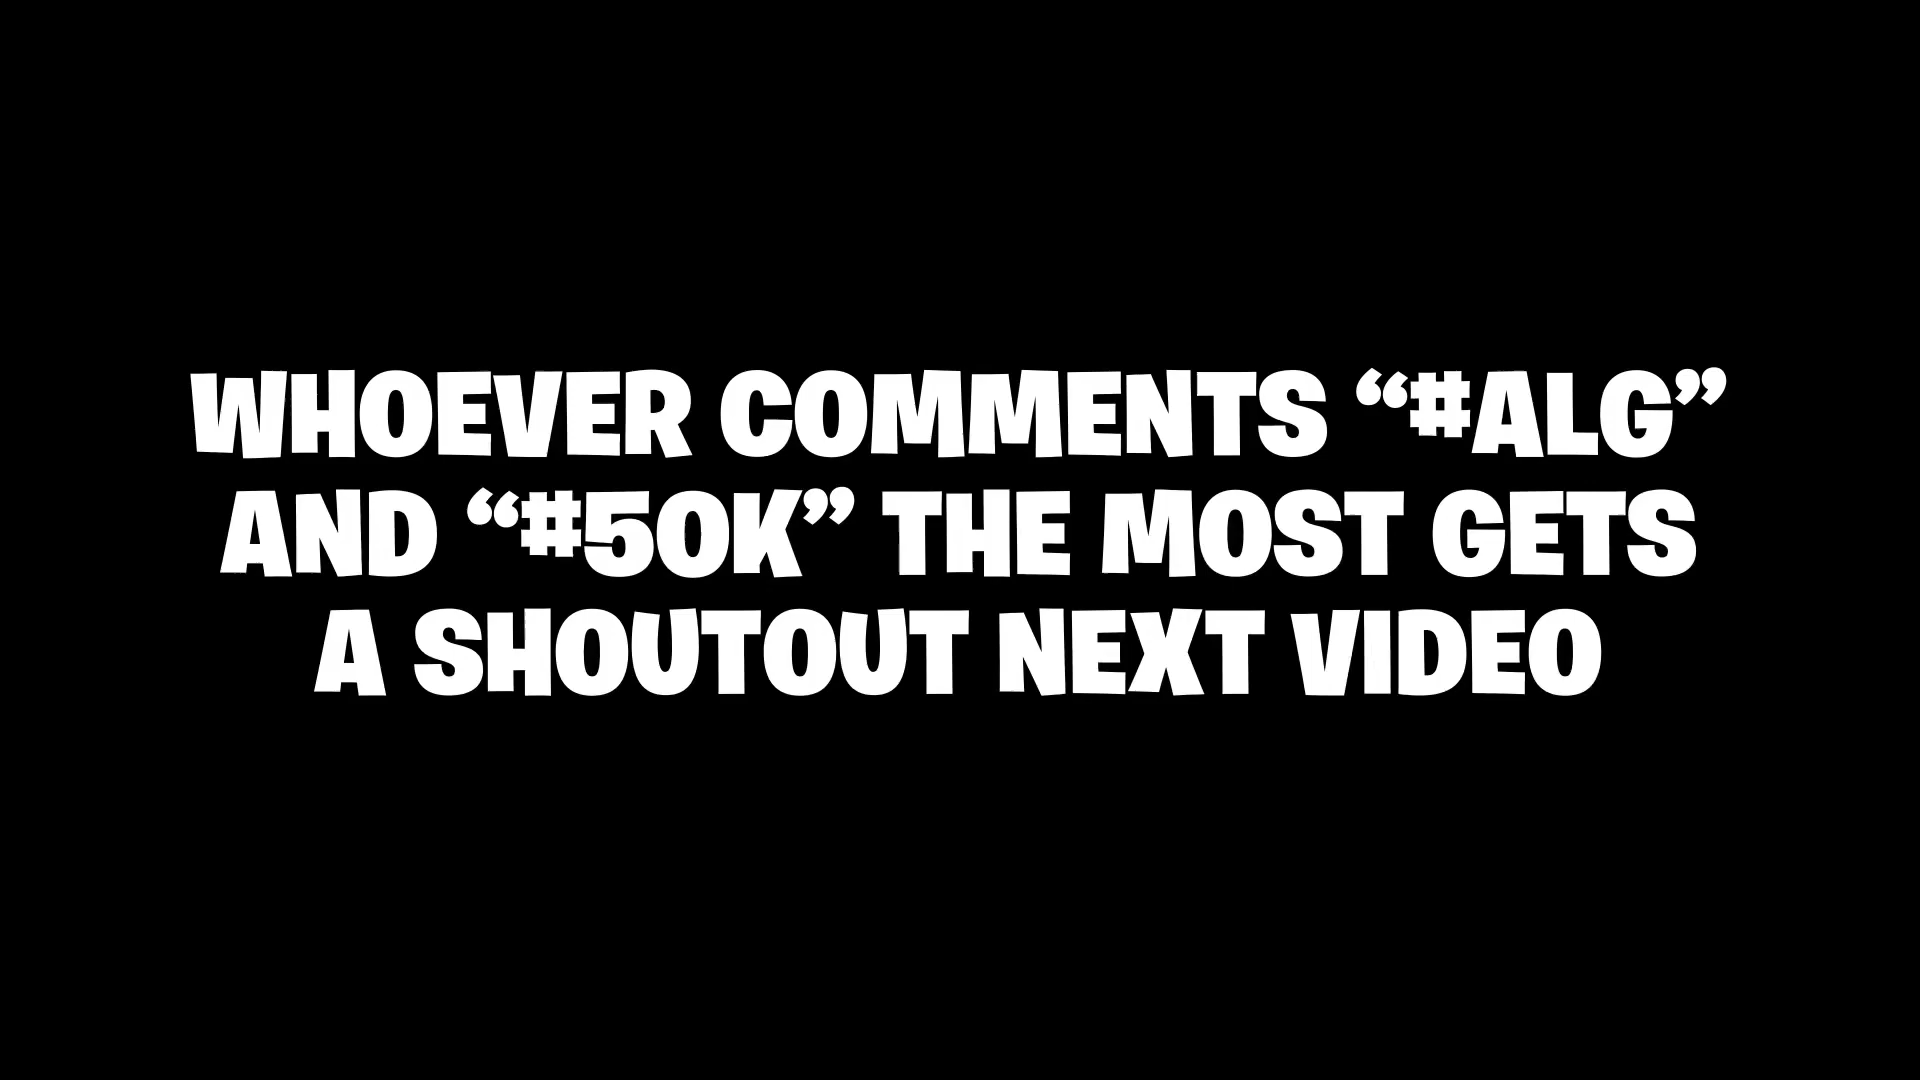 WHOEVER COMMENTS “#ALG”
AND “#50K” THE MOST GETS
A SHOUTOUT NEXT VIDEO